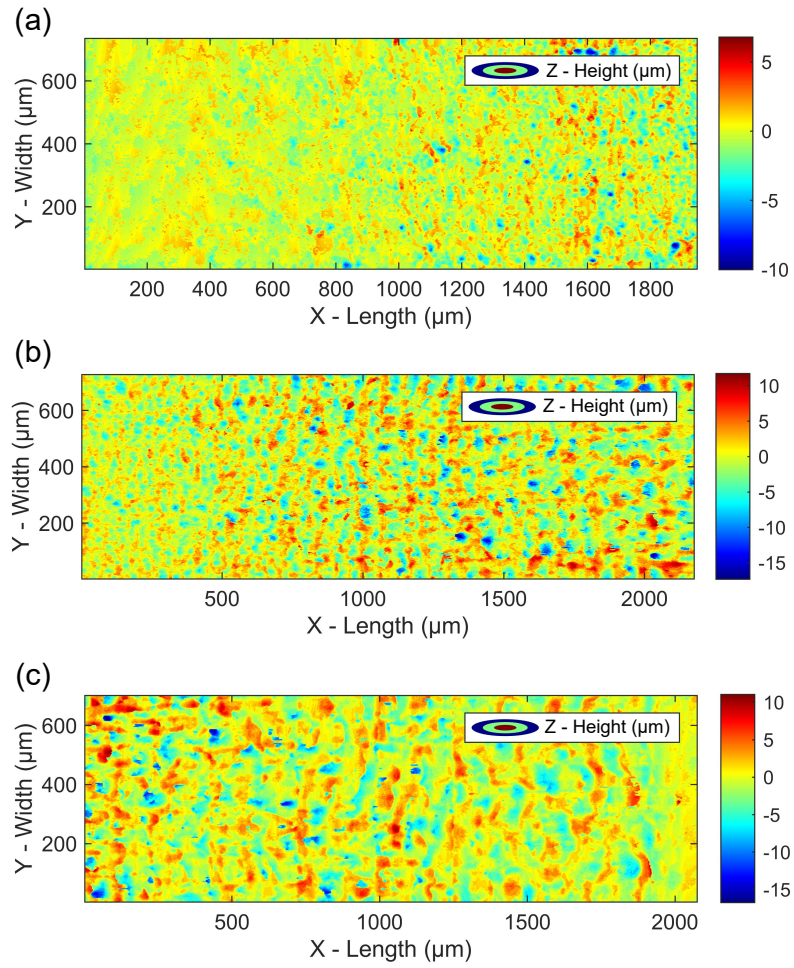 (a)
Z - Height (µm)
Y - Width (µm)
600
400
200
200 400 600 800 1000 1200 1400 1600 1800
X - Length (µm)
5
0
-5
-10
(b)
Z - Height (µm)
Y - Width (µm)
600
400
200
500 1000 1500 2000
X - Length (µm)
10
5
0
-5
-10
-15
(c)
Z - Height (µm)
Y - Width (µm)
600
400
200
500 1000 1500 2000
X - Length (µm)
10
5
0
-5
-10
-15